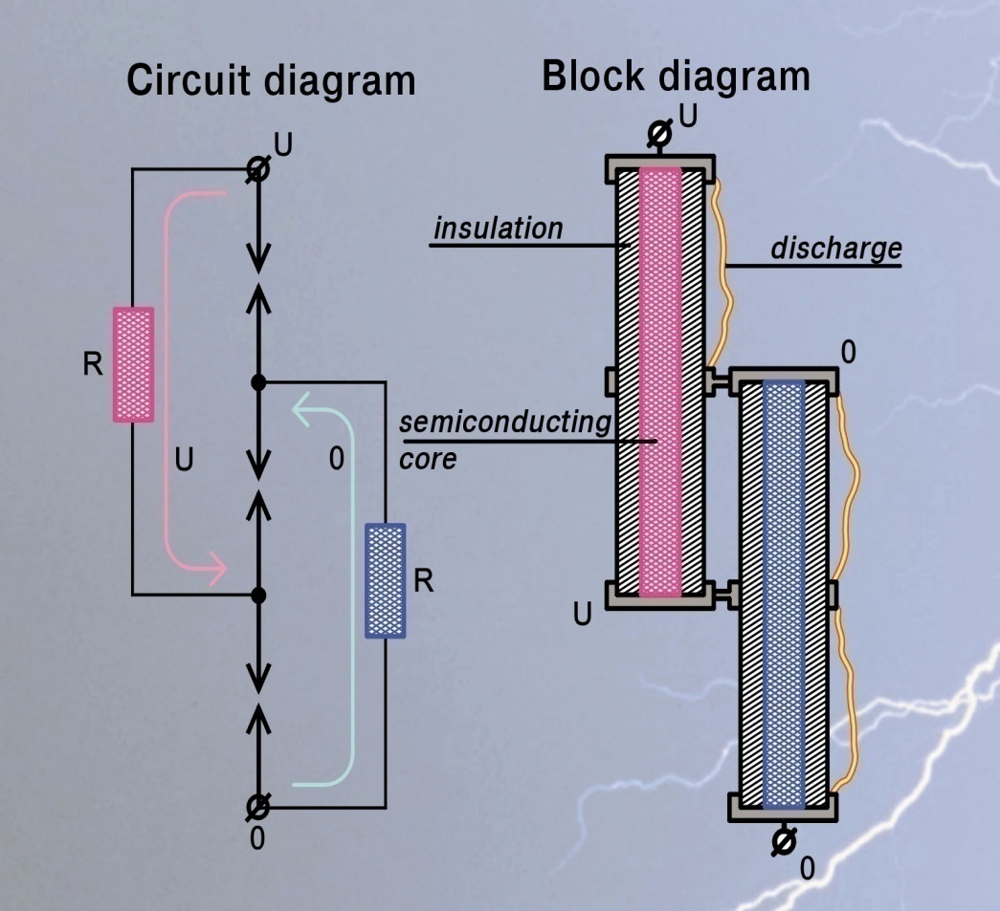 Circuit diagram
U
R
U
0
R
0
Block diagram
U
insulation
discharge
0
semiconducting
core
U
0